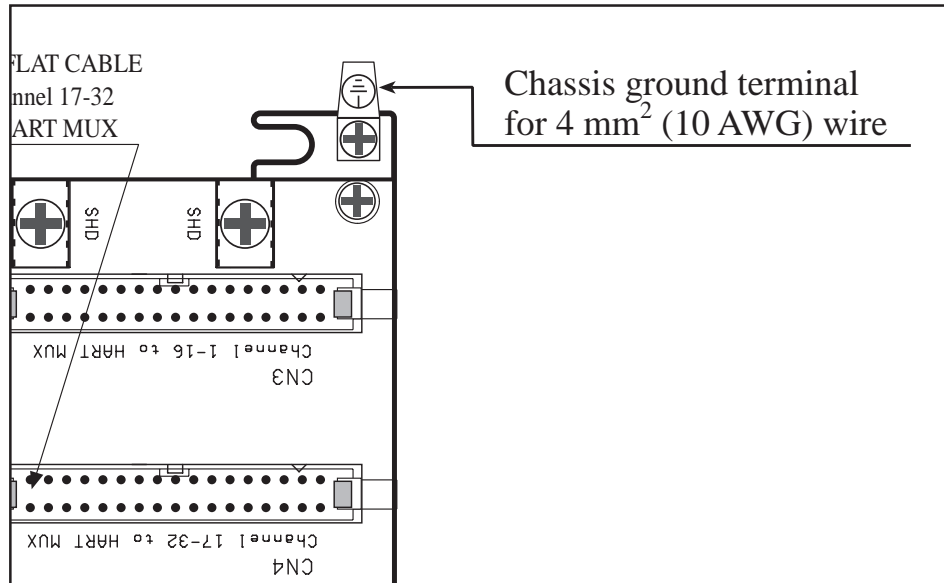 FLAT CABLE
nnel 17-32
ART MUX
Chassis ground terminal
for 4 mm² (10 AWG) wire
SHD
SHD
Channel 1-16 to HART MUX
CN3
Channel 17-32 to HART MUX
CN4